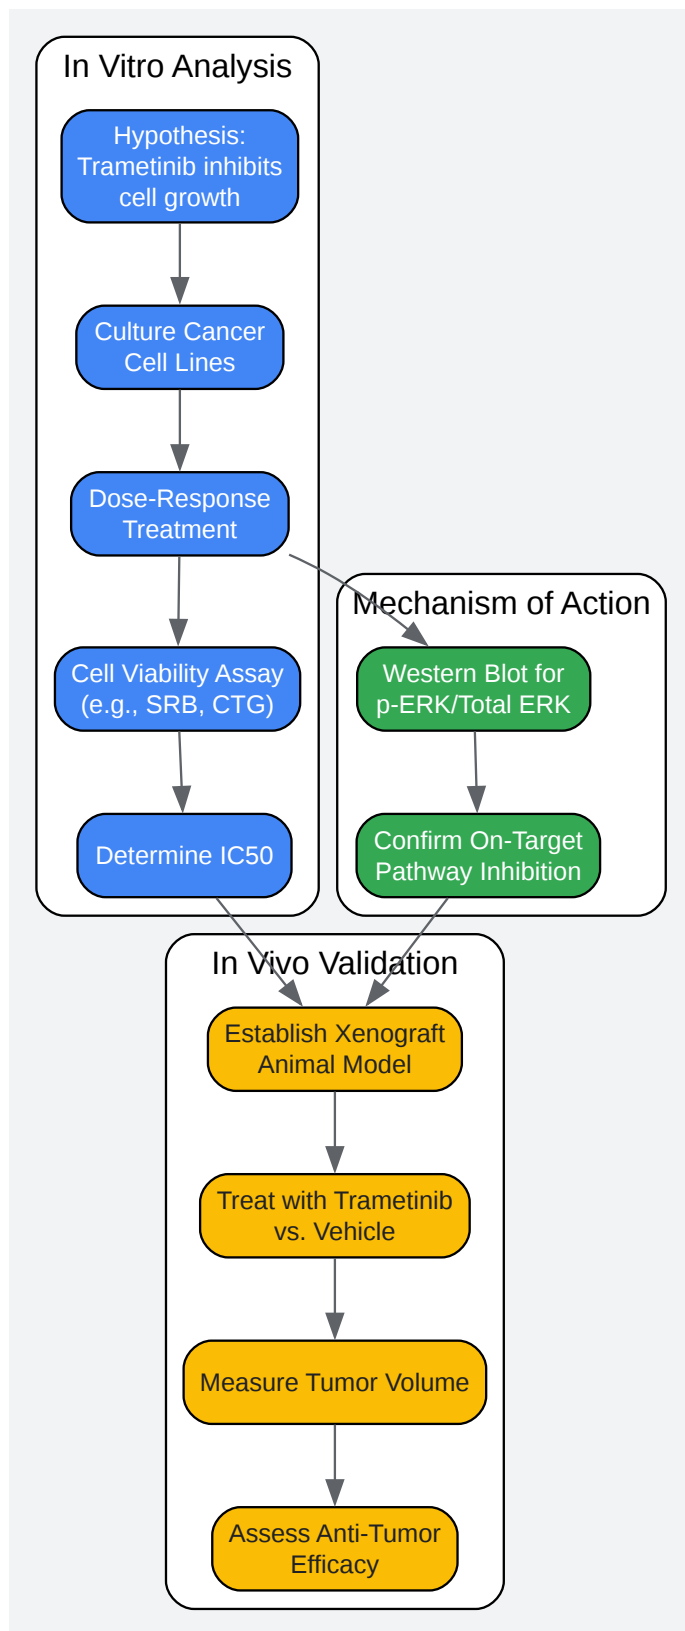 In Vitro Analysis
Hypothesis:
Trametinib inhibits
cell growth
Culture Cancer
Cell Lines
Dose-Response
Treatment
Cell Viability Assay
(e.g., SRB, CTG)
Determine IC50
Mechanism of Action
Western Blot for
p-ERK/Total ERK
Confirm On-Target
Pathway Inhibition
In Vivo Validation
Establish Xenograft
Animal Model
Treat with Trametinib
vs. Vehicle
Measure Tumor Volume
Assess Anti-Tumor
Efficacy